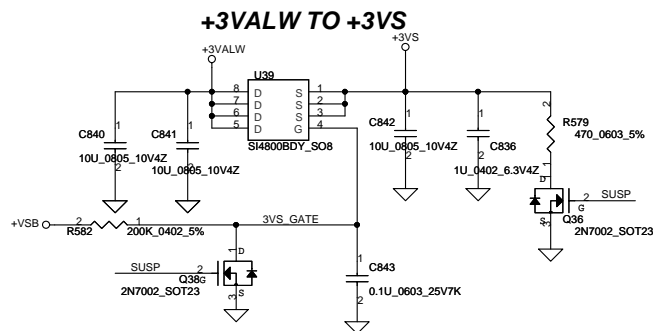 +3VALW TO +3VS
+3VALW
+3VS
U39
8 D S 1
7 D S 2
6 D S 3
5 D G 4
SI4800BDY_SO8
1
C840
2
10U_0805_10V4Z
1
C841
2
10U_0805_10V4Z
1
C842
2
10U_0805_10V4Z
1
C836
2
1U_0402_6.3V4Z
2
R579
470_0603_5%
1
D
SUSP
2
G
Q36
S
3
2N7002_SOT23
+VSB
2
1
3VS_GATE
R582
200K_0402_5%
1
D
SUSP
2
G
Q38
S
3
2N7002_SOT23
1
C843
0.1U_0603_25V7K
2